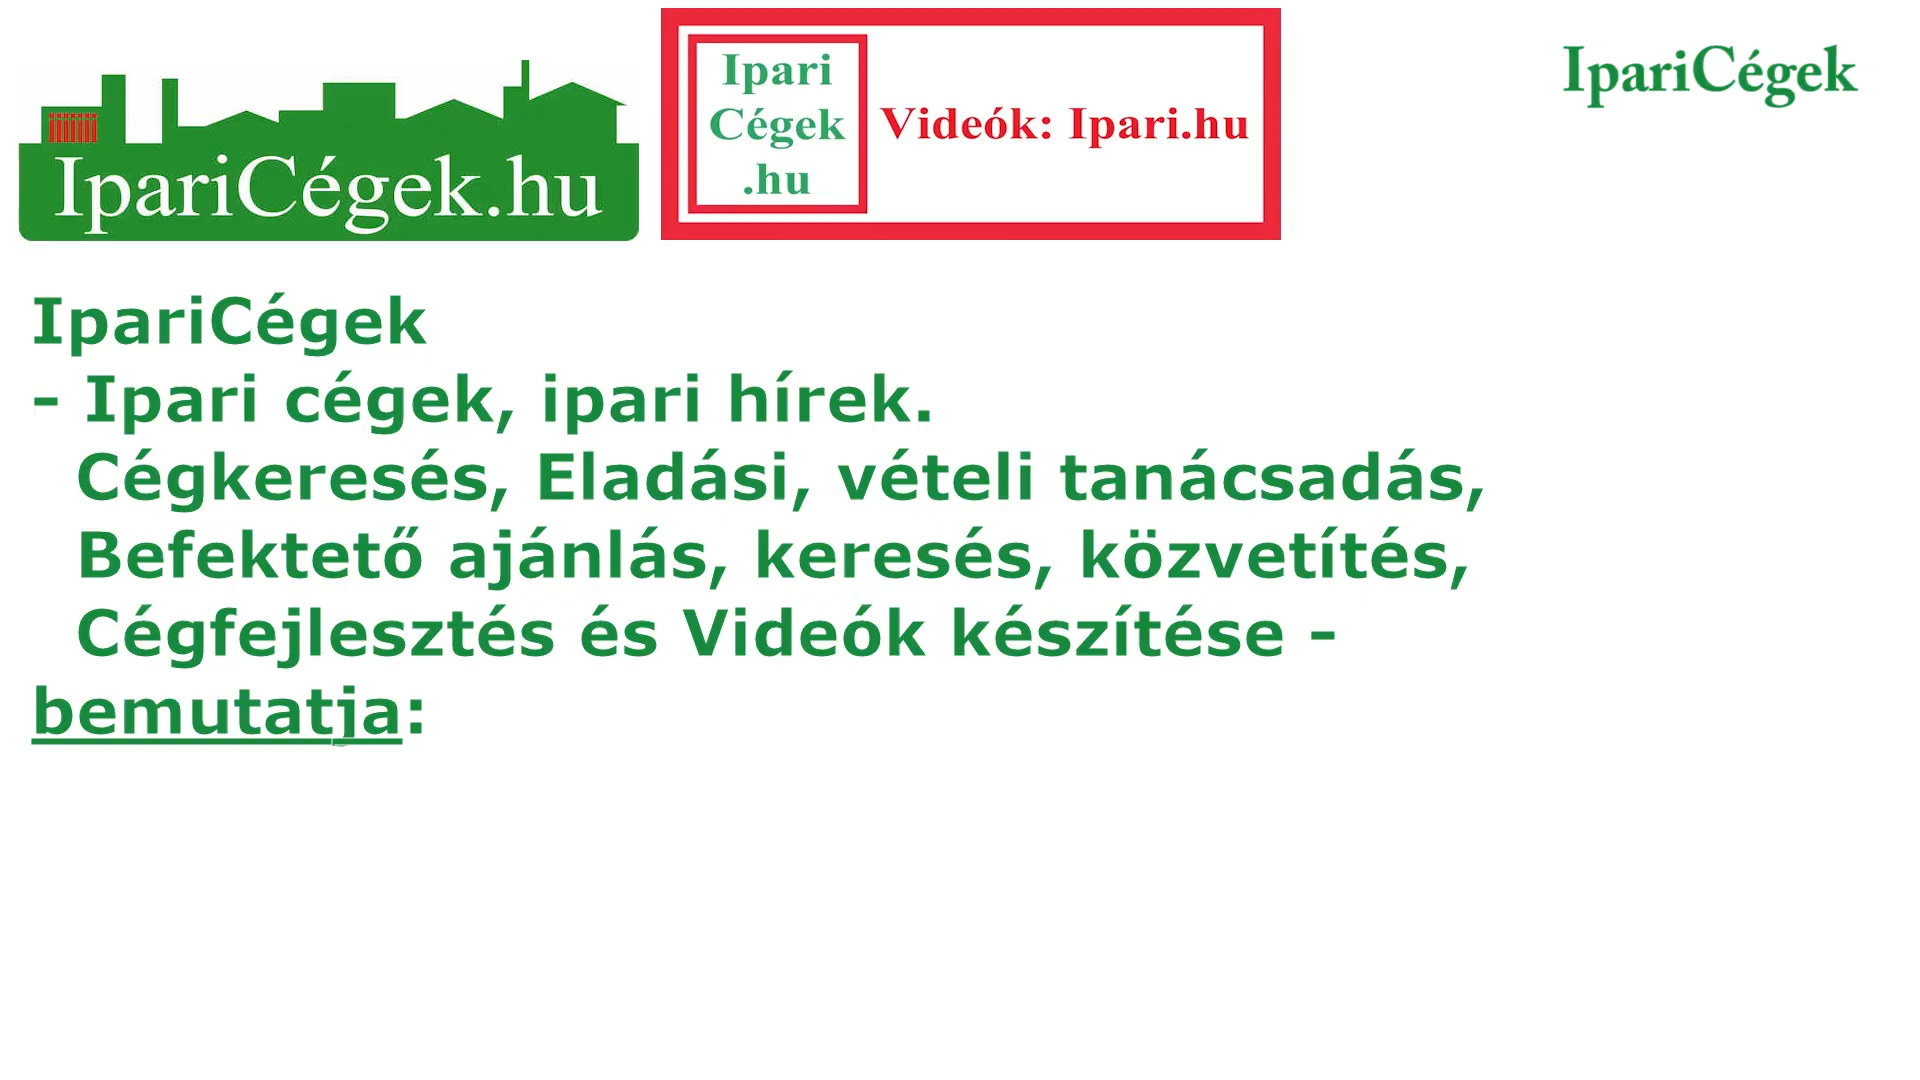 IpariCégek.hu
Ipari
Cégek
.hu
Videók: Ipari.hu
IpariCégek
IpariCégek
- Ipari cégek, ipari hírek.
Cégkeresés, Eladási, vételi tanácsadás,
Befektető ajánlás, keresés, közvetítés,
Cégfejlesztés és Videók készítése -
bemutatja: